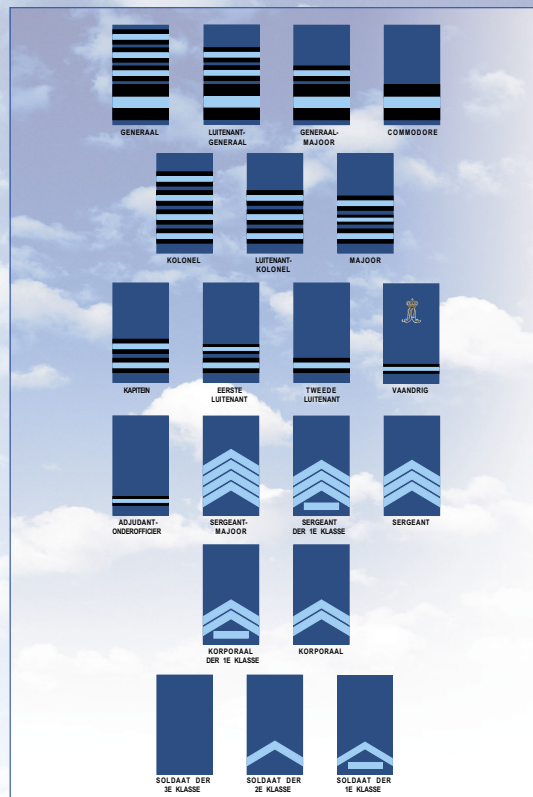 GENERAAL
LUITENANT-
GENERAAL
GENERAAL-
MAJOOR
COMMODORE
KOLONEL
LUITENANT-
KOLONEL
MAJOOR
KAPITEIN
EERSTE
LUITENANT
TWEEDE
LUITENANT
VAANDRIG
ADJUDANT-
ONDEROFFICIER
SERGEANT-
MAJOOR
SERGEANT
DER 1E KLASSE
SERGEANT
KORPORAAL
DER 1E KLASSE
KORPORAAL
SOLDAAT DER
3E KLASSE
SOLDAAT DER
2E KLASSE
SOLDAAT DER
1E KLASSE